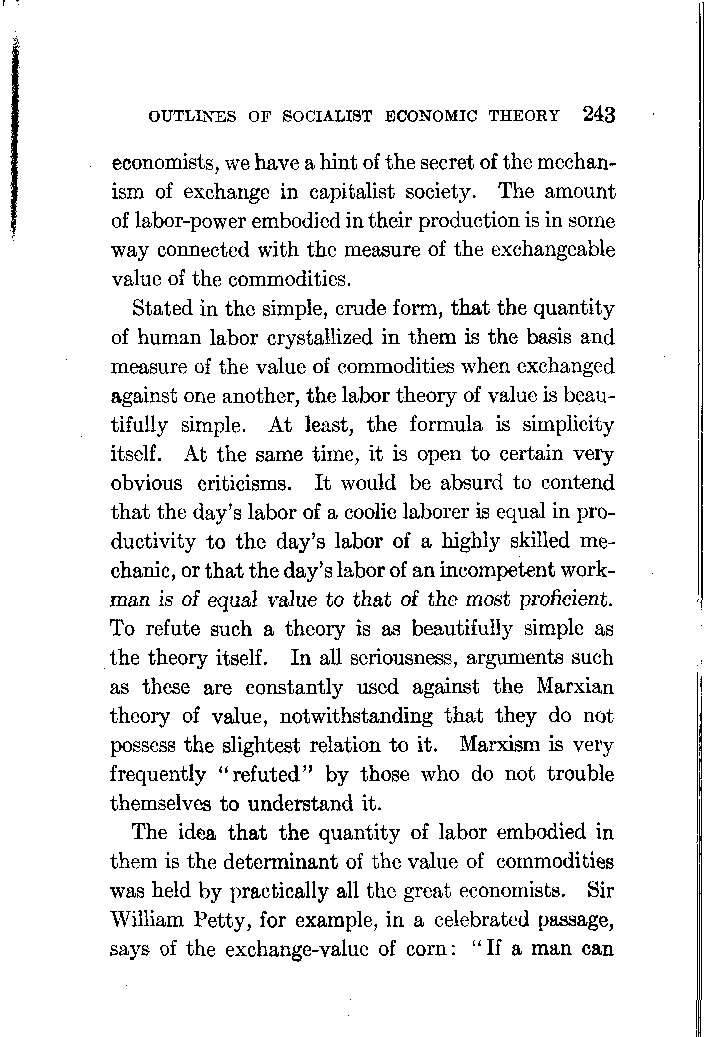 OUTLINES OF SOCIALIST ECONOMIC THEORY 243
economists, we have a hint of the secret of the mechan-
ism of exchange in capitalist society. The amount
of labor-power embodied in their production is in some
way connected with the measure of the exchangeable
value of the commodities.
Stated in the simple, crude form, that the quantity
of human labor crystallized in them is the basis and
measure of the value of commodities when exchanged
against one another, the labor theory of value is beau-
tifully simple. At least, the formula is simplicity
itself. At the same time, it is open to certain very
obvious criticisms. It would be absurd to contend
that the day's labor of a coolie laborer is equal in pro-
ductivity to the day's labor of a highly skilled me-
chanic, or that the day's labor of an incompetent work-
man is of equal value to that of the most proficient.
To refute such a theory is as beautifully simple as
the theory itself. In all seriousness, arguments such
as these are constantly used against the Marxian
theory of value, notwithstanding that they do not
possess the slightest relation to it. Marxism is very
frequently "refuted" by those who do not trouble
themselves to understand it.
The idea that the quantity of labor embodied in
them is the determinant of the value of commodities
was held by practically all the great economists. Sir
William Petty, for example, in a celebrated passage,
says of the exchange-value of corn: "If a man can